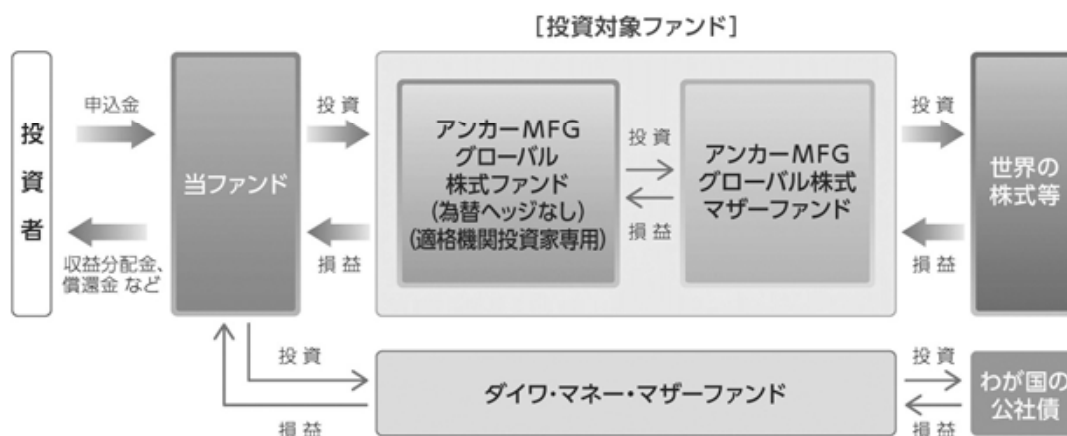 [投資対象ファンド]
投資者
申込金
収益分配金、
償還金 など
当ファンド
投資
損益
アンカーMFG
グローバル
株式ファンド
(為替ヘッジなし)
(適格機関投資家専用)
投資
損益
アンカーMFG
グローバル株式
マザーファンド
投資
損益
世界の
株式等
投資
損益
ダイワ・マネー・マザーファンド
投資
損益
わが国の
公社債